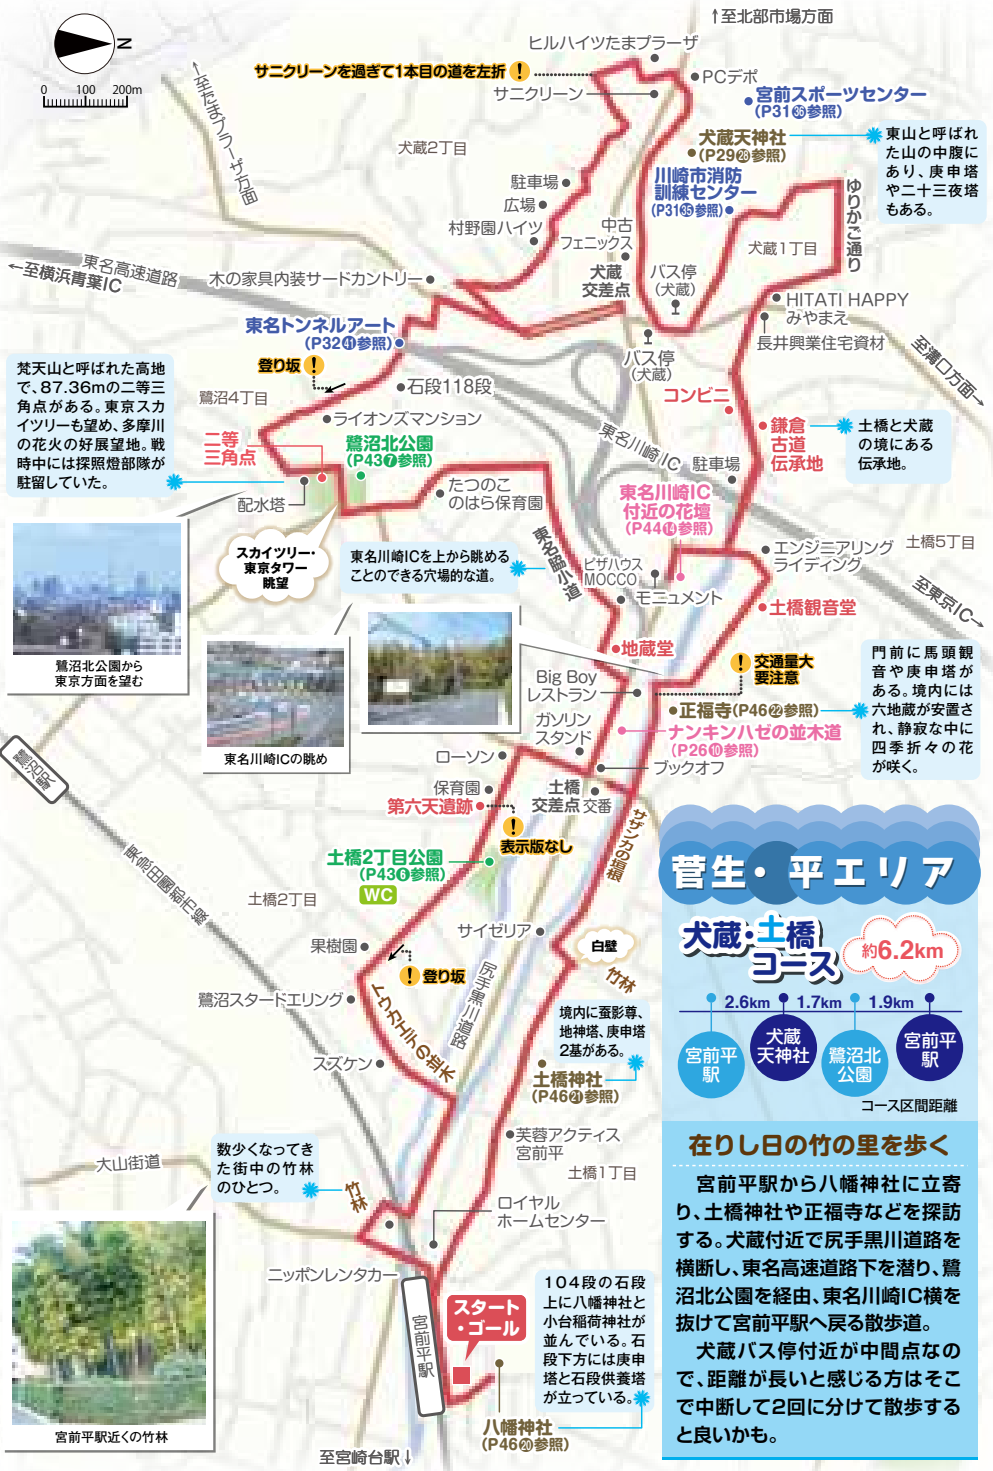 ↑至北部市場方面
N
0 100 200m
ヒルハイツたまプラーザ
サニクリーンを過ぎて1本目の道を左折
!
サニクリーン
PCデポ
宮前スポーツセンター
(P31㊱参照)
↑至たまプラーザ方面
犬蔵2丁目
犬蔵天神社
(P29㉘参照)
東山と呼ばれ
た山の中腹に
あり、庚申塔
や二十三夜塔
もある。
川崎市消防
訓練センター
(P31㉟参照)
駐車場
広場
村野園ハイツ
中古
フェニックス
犬蔵1丁目
ゆりかご通り
犬蔵
交差点
バス停
(犬蔵)
東名高速道路
←至横浜青葉IC
木の家具内装サードカントリー
HITATI HAPPY
みやまえ
長井興業住宅資材
至溝口方面→
東名トンネルアート
(P32㊶参照)
バス停
(犬蔵)
登り坂
!
梵天山と呼ばれた高地
で、87.36mの二等三
角点がある。東京スカ
イツリーも望め、多摩川
の花火の好展望地。戦
時中には探照燈部隊が
駐留していた。
鷺沼4丁目
石段118段
コンビニ
ライオンズマンション
二等
三角点
鷺沼北公園
(P43❼参照)
東名川崎IC
駐車場
鎌倉
古道
伝承地
土橋と犬蔵
の境にある
伝承地。
配水塔
たつのこ
のはら保育園
東名川崎IC
付近の花壇
(P44⓮参照)
スカイツリー・
東京タワー
眺望
東名川崎ICを上から眺める
ことのできる穴場的な道。
東名脇小道
ピザハウス
MOCCO
モニュメント
エンジニアリング
ライディング
土橋5丁目
至東京IC→
土橋観音堂
鷺沼北公園から
東京方面を望む
地蔵堂
!
交通量大
要注意
門前に馬頭観
音や庚申塔が
ある。境内には
六地蔵が安置さ
れ、静寂な中に
四季折々の花
が咲く。
Big Boy
レストラン
正福寺(P46㉒参照)
ナンキンハゼの並木道
(P26❿参照)
東名川崎ICの眺め
ガソリン
スタンド
ローソン
ブックオフ
鷺沼駅
保育園
第六天遺跡
土橋
交差点
交番
!
表示版なし
サザンカの垣根
土橋2丁目公園
(P43❻参照)
WC
東急田園都市線
土橋2丁目
菅生・平エリア
犬蔵・土橋
コース
約6.2km
2.6km 1.7km 1.9km
宮前平
駅
犬蔵
天神社
鷺沼北
公園
宮前平
駅
コース区間距離
サイゼリア
白壁
竹林
果樹園
!
登り坂
鷺沼スタードエリング
トウカエデの並木
尻手黒川道路
境内に蚕影尊、
地神塔、庚申塔
2基がある。
スズケン
土橋神社
(P46㉑参照)
芙蓉アクティス
宮前平
土橋1丁目
数少くなってき
た街中の竹林
のひとつ。
大山街道
竹林
ロイヤル
ホームセンター
ニッポンレンタカー
宮前平駅
スタート
・ゴール
104段の石段
上に八幡神社と
小台稲荷神社が
並んでいる。石
段下方には庚申
塔と石段供養塔
が立っている。
八幡神社
(P46⓴参照)
宮前平駅近くの竹林
至宮崎台駅↓
在りし日の竹の里を歩く
宮前平駅から八幡神社に立寄
り、土橋神社や正福寺などを探訪
する。犬蔵付近で尻手黒川道路を
横断し、東名高速道路下を潜り、鷺
沼北公園を経由、東名川崎IC横を
抜けて宮前平駅へ戻る散歩道。
犬蔵バス停付近が中間点なの
で、距離が長いと感じる方はそこ
で中断して2回に分けて散歩する
と良いかも。